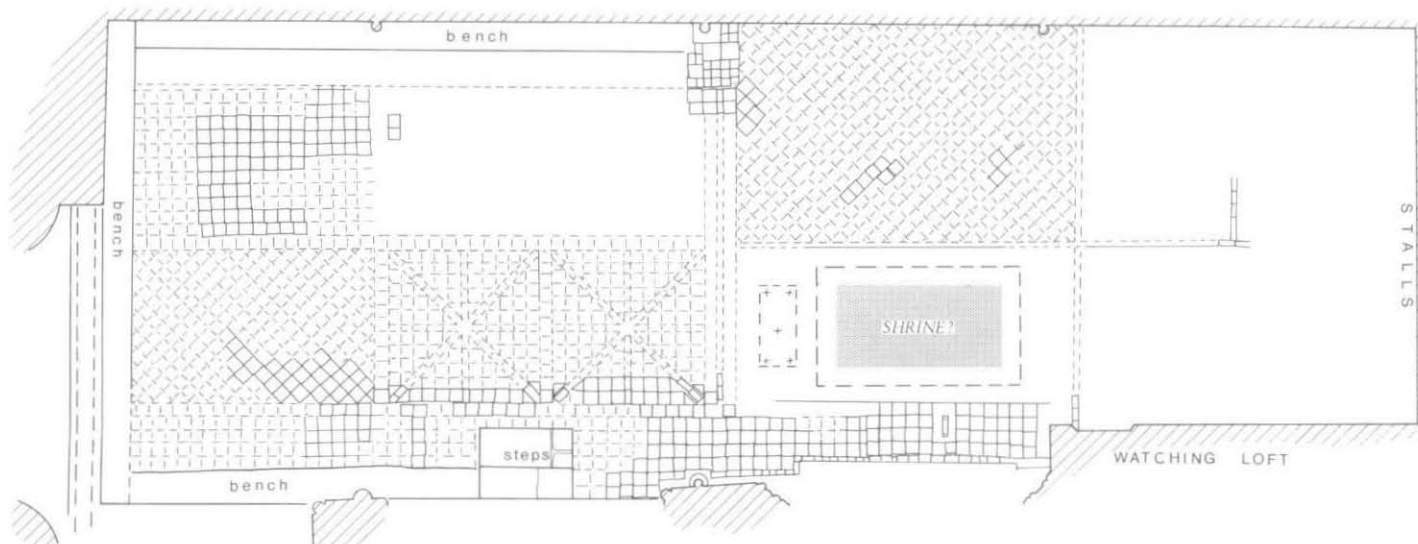 bench
bench
STALLS
SHRINE?
steps
WATCHING LOFT
bench